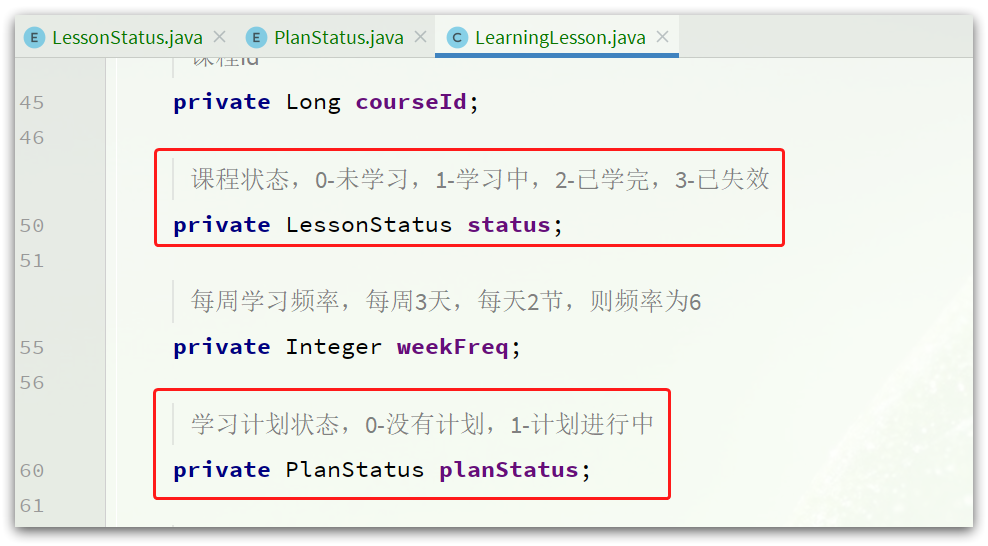 E LessonStatus.java × E PlanStatus.java × C LearningLesson.java ×
课程id
45 private Long courseId;
46
课程状态，0-未学习，1-学习中，2-已学完，3-已失效
50 private LessonStatus status;
51
每周学习频率，每周3天，每天2节，则频率为6
55 private Integer weekFreq;
56
学习计划状态，0-没有计划，1-计划进行中
60 private PlanStatus planStatus;
61